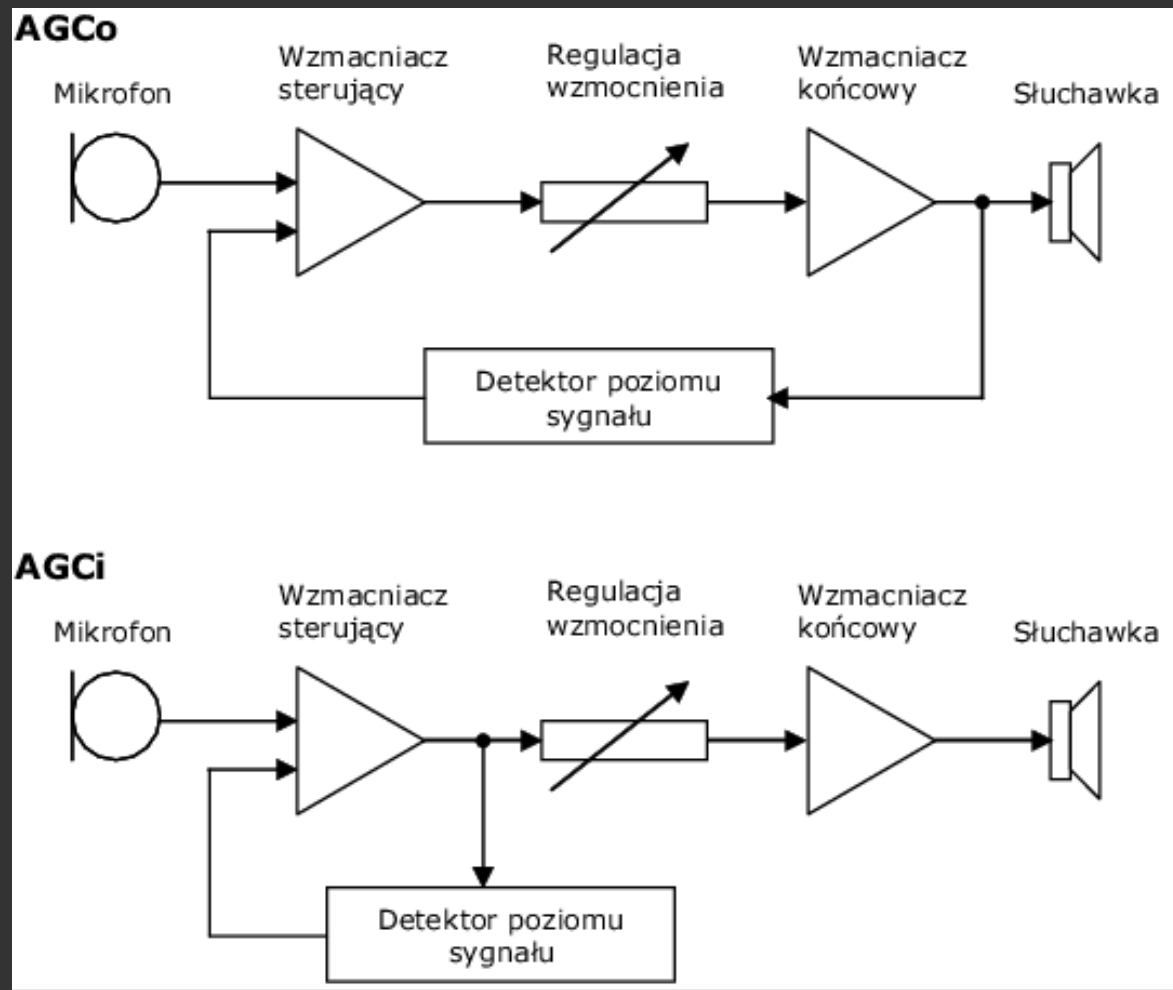 AGCo
Mikrofon
Wzmacniacz
sterujący
Regulacja
wzmocnienia
Wzmacniacz
końcowy
Słuchawka
Detektor poziomu
sygnału
AGCi
Mikrofon
Wzmacniacz
sterujący
Regulacja
wzmocnienia
Wzmacniacz
końcowy
Słuchawka
Detektor poziomu
sygnału